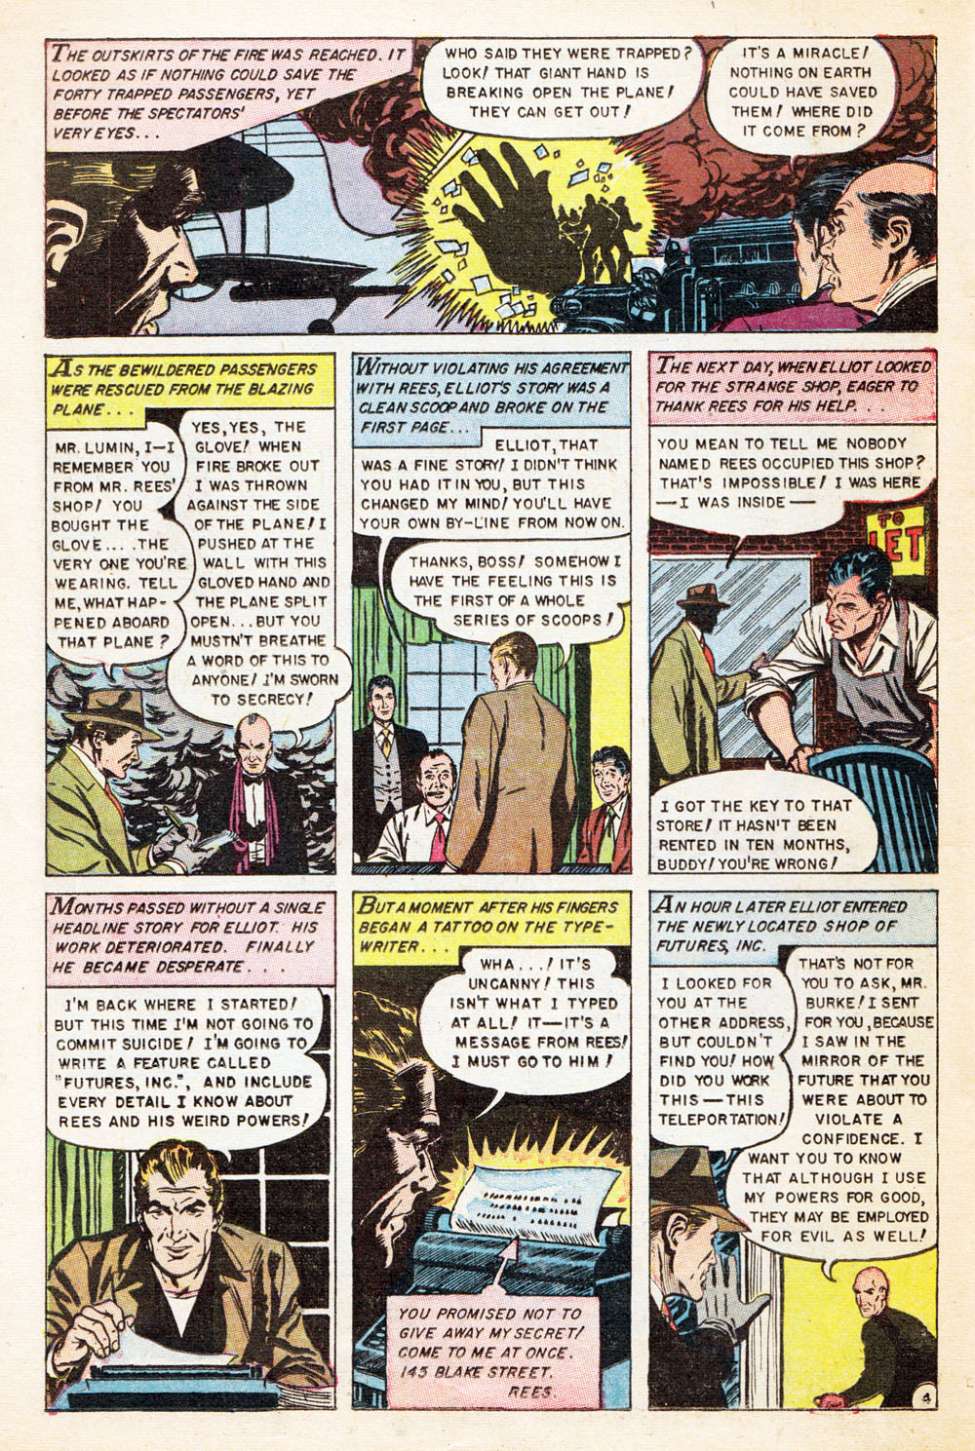 THE OUTSKIRTS OF THE FIRE WAS REACHED. IT
LOOKED AS IF NOTHING COULD SAVE THE
FORTY TRAPPED PASSENGERS, YET
BEFORE THE SPECTATORS'
VERY EYES...
WHO SAID THEY WERE TRAPPED?
LOOK! THAT GIANT HAND IS
BREAKING OPEN THE PLANE!
THEY CAN GET OUT!
IT'S A MIRACLE!
NOTHING ON EARTH
COULD HAVE SAVED
THEM! WHERE DID
IT COME FROM?
AS THE BEWILDERED PASSENGERS
WERE RESCUED FROM THE BLAZING
PLANE...
MR. LUMIN, I-I
REMEMBER YOU
FROM MR. REES'
SHOP! YOU
BOUGHT THE
GLOVE... .THE
VERY ONE YOU'RE
WEARING. TELL
ME, WHAT HAP-
PENED ABOARD
THAT PLANE?
YES, YES, THE
GLOVE! WHEN
FIRE BROKE OUT
I WAS THROWN
AGAINST THE SIDE
OF THE PLANE! I
PUSHED AT THE
WALL WITH THIS
GLOVED HAND AND
THE PLANE SPLIT
OPEN...BUT YOU
MUSTN'T BREATHE
A WORD OF THIS TO
ANYONE! I'M SWORN
TO SECRECY!
WITHOUT VIOLATING HIS AGREEMENT
WITH REES, ELLIOT'S STORY WAS A
CLEAN SCOOP AND BROKE ON THE
FIRST PAGE...
ELLIOT, THAT
WAS A FINE STORY! I DIDN'T THINK
YOU HAD IT IN YOU, BUT THIS
CHANGED MY MIND! YOU'LL HAVE
YOUR OWN BY-LINE FROM NOW ON.
THANKS, BOSS! SOMEHOW I
HAVE THE FEELING THIS IS
THE FIRST OF A WHOLE
SERIES OF SCOOPS!
THE NEXT DAY, WHEN ELLIOT LOOKED
FOR THE STRANGE SHOP, EAGER TO
THANK REES FOR HIS HELP. . .
YOU MEAN TO TELL ME NOBODY
NAMED REES OCCUPIED THIS SHOP?
THAT'S IMPOSSIBLE! I WAS HERE
—I WAS INSIDE—
TO
LET
I GOT THE KEY TO THAT
STORE! IT HASN'T BEEN
RENTED IN TEN MONTHS,
BUDDY! YOU'RE WRONG!
MONTHS PASSED WITHOUT A SINGLE
HEADLINE STORY FOR ELLIOT. HIS
WORK DETERIORATED. FINALLY
HE BECAME DESPERATE. . . .
I'M BACK WHERE I STARTED!
BUT THIS TIME I'M NOT GOING TO
COMMIT SUICIDE! I'M GOING TO
WRITE A FEATURE CALLED
"FUTURES, INC.", AND INCLUDE
EVERY DETAIL I KNOW ABOUT
REES AND HIS WEIRD POWERS!
BUT A MOMENT AFTER HIS FINGERS
BEGAN A TATTOO ON THE TYPE-
WRITER...
WHA...! IT'S
UNCANNY! THIS
ISN'T WHAT I TYPED
AT ALL! IT—IT'S A
MESSAGE FROM REES!
I MUST GO TO HIM!
YOU PROMISED NOT TO
GIVE AWAY MY SECRET!
COME TO ME AT ONCE.
145 BLAKE STREET.
REES.
AN HOUR LATER ELLIOT ENTERED
THE NEWLY LOCATED SHOP OF
FUTURES, INC.
I LOOKED FOR
YOU AT THE
OTHER ADDRESS,
BUT COULDN'T
FIND YOU! HOW
DID YOU WORK
THIS—THIS
TELEPORTATION!
THAT'S NOT FOR
YOU TO ASK, MR.
BURKE! I SENT
FOR YOU, BECAUSE
I SAW IN THE
MIRROR OF THE
FUTURE THAT YOU
WERE ABOUT TO
VIOLATE A
CONFIDENCE. I
WANT YOU TO KNOW
THAT ALTHOUGH I USE
MY POWERS FOR GOOD,
THEY MAY BE EMPLOYED
FOR EVIL AS WELL!
4